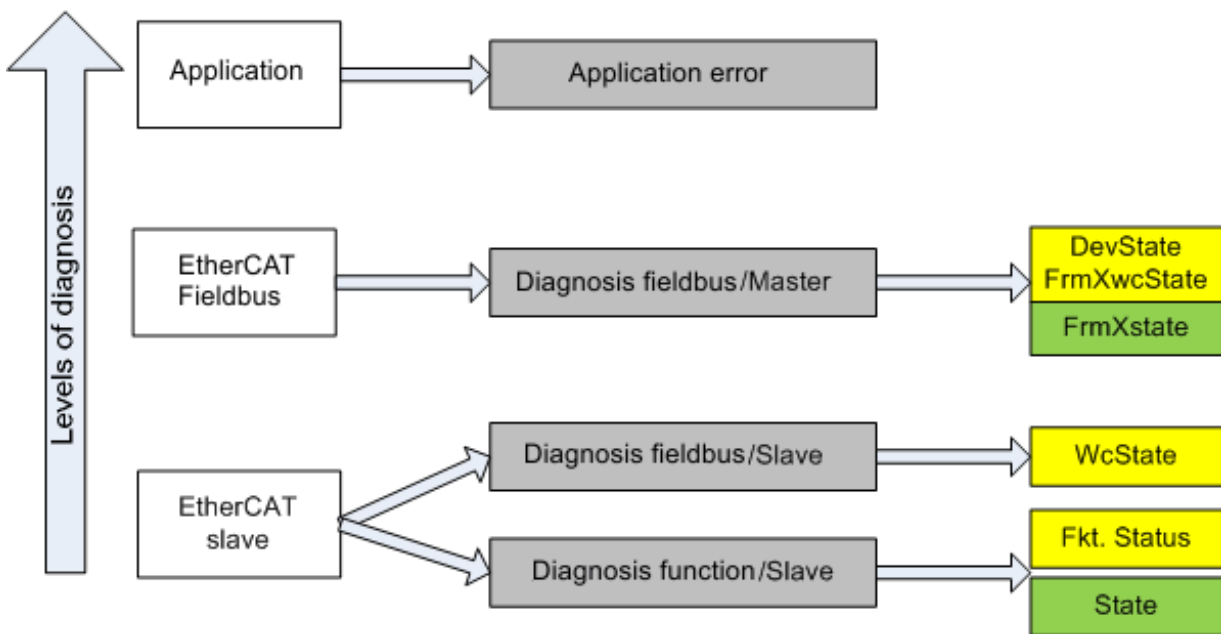 Levels of diagnosis
Application
Application error
EtherCAT
Fieldbus
Diagnosis fieldbus/Master
DevState
FrmXwcState
FrmXstate
EtherCAT
slave
Diagnosis fieldbus/Slave
WcState
Diagnosis function/Slave
Fkt. Status
State